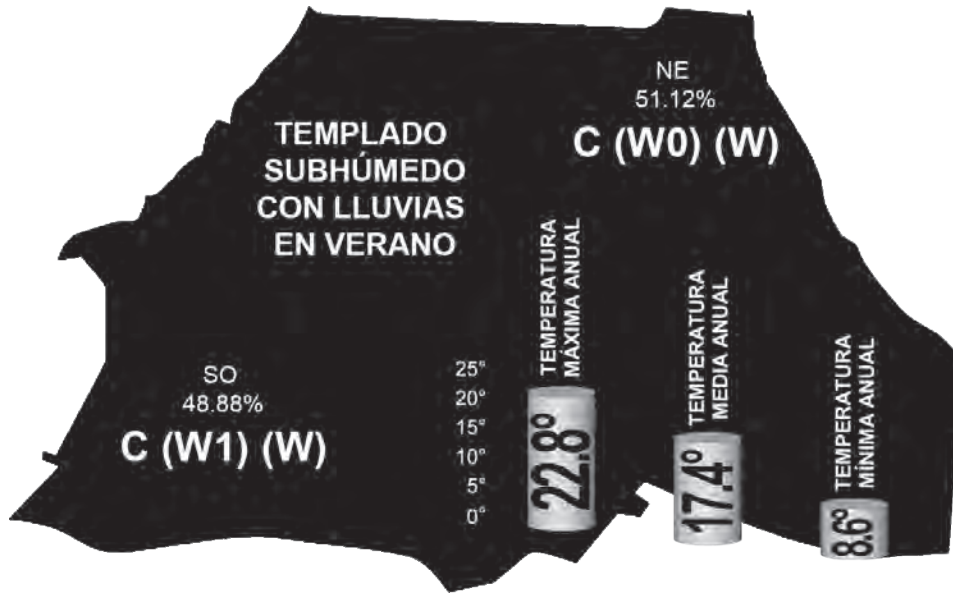 NE
51.12%
C (W0) (W)
TEMPLADO
SUBHÚMEDO
CON LLUVIAS
EN VERANO
SO
48.88%
C (W1) (W)
25°
20°
15°
10°
5°
0°
TEMPERATURA
MÁXIMA ANUAL
22.8°
TEMPERATURA
MEDIA ANUAL
17.4°
TEMPERATURA
MÍNIMA ANUAL
8.6°